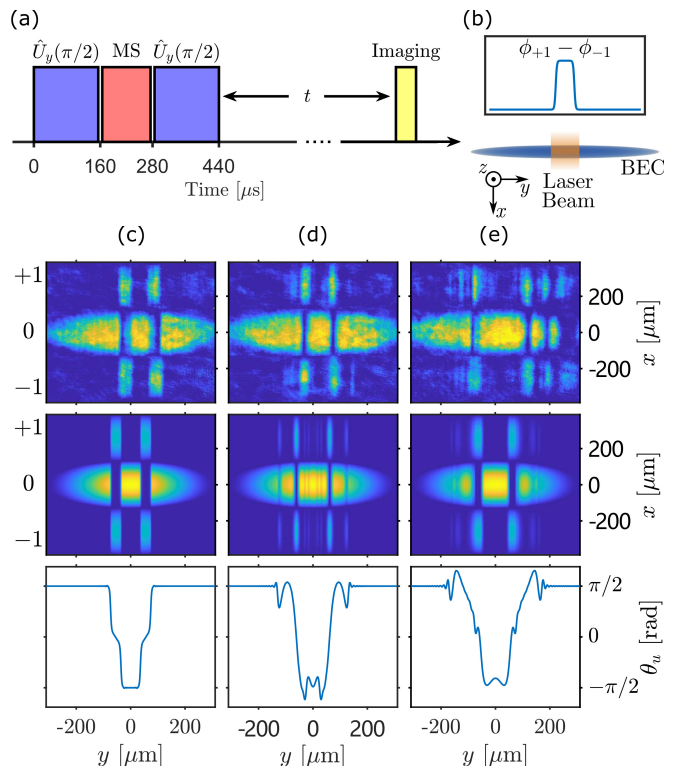 (a)
Û_y(π/2) MS Û_y(π/2)
Imaging
t
0 160 280 440
Time [μs]
(b)
ϕ₊₁ − ϕ₋₁
BEC
z
y
x
Laser
Beam
(c) (d) (e)
+1
0
−1
200
0
-200
x [μm]
+1
0
−1
200
0
-200
x [μm]
π/2
0
−π/2
θ_u [rad]
-200 0 200
-200 0 200
-200 0 200
y [μm] y [μm] y [μm]